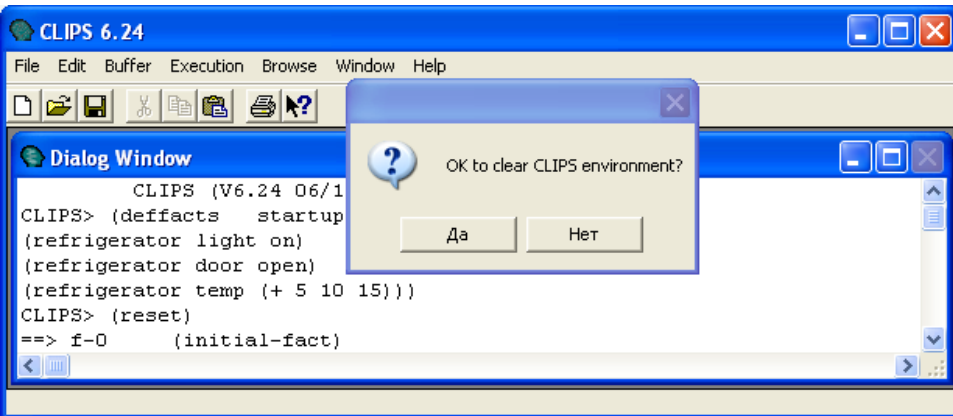 CLIPS 6.24
File Edit Buffer Execution Browse Window Help
Dialog Window
CLIPS (V6.24 06/1
CLIPS> (deffacts startup
(refrigerator light on)
(refrigerator door open)
(refrigerator temp (+ 5 10 15)))
CLIPS> (reset)
==> f-0 (initial-fact)
OK to clear CLIPS environment?
Да Нет